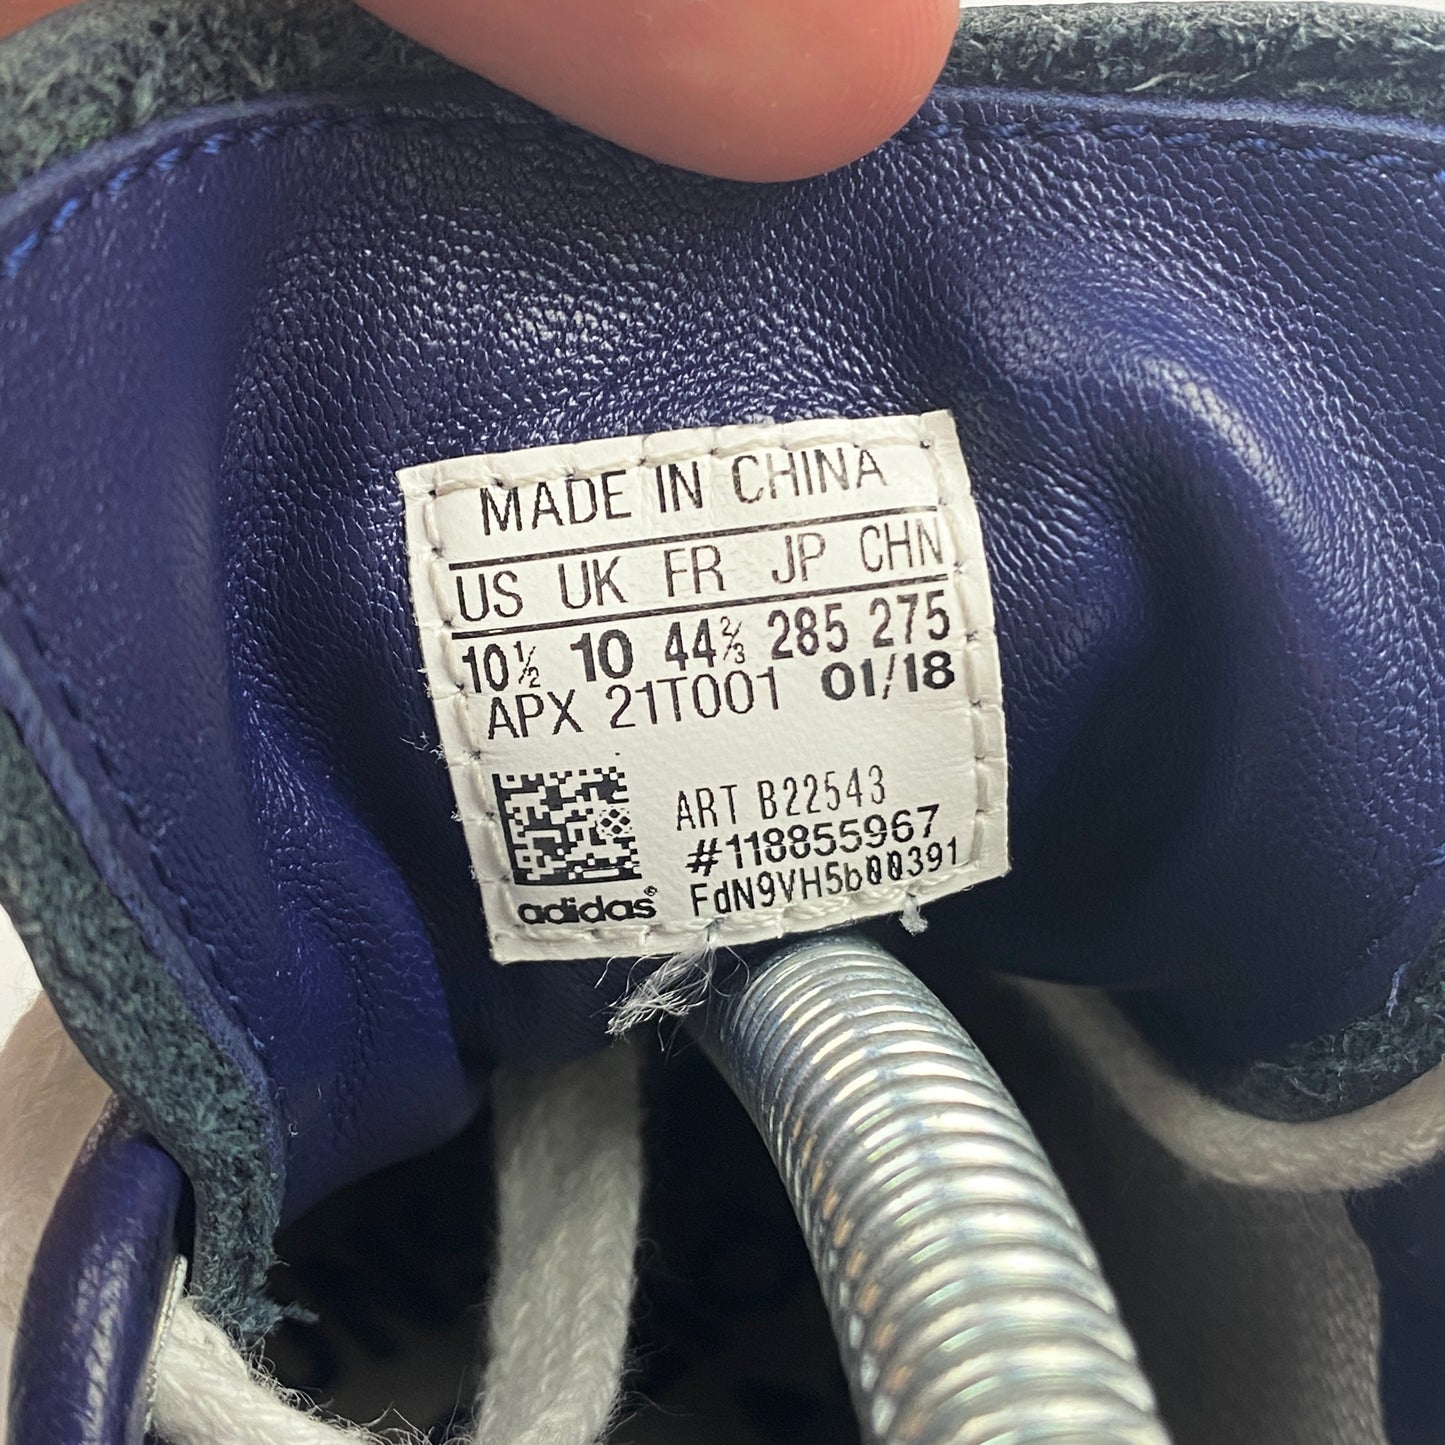 MADE IN CHINA
US UK FR JP CHN
10½ 10 44⅔ 285 275
APX 21T001 01/18
ART B22543
#118855967
FdN9VH5b00391
adidas®